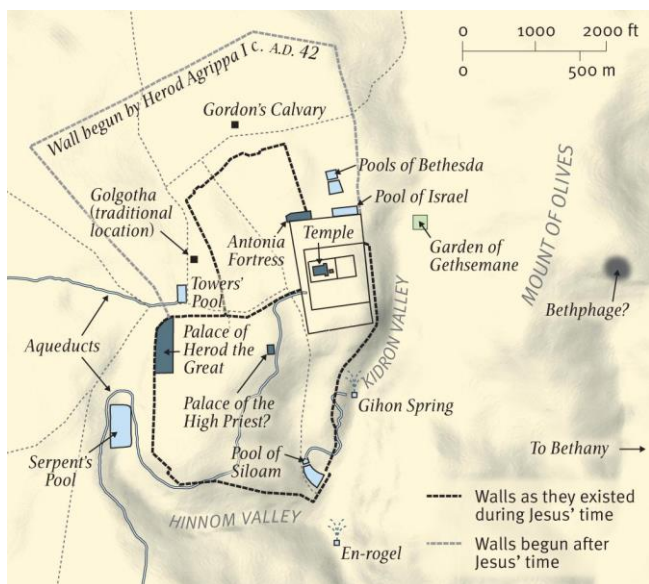 0 1000 2000 ft
0 500 m
Wall begun by Herod Agrippa I c. A.D. 42
Gordon's Calvary
Pools of Bethesda
Pool of Israel
MOUNT OF OLIVES
Golgotha
(traditional
location)
Antonia
Fortress
Temple
Garden of
Gethsemane
Towers'
Pool
Bethphage?
Aqueducts
Palace of
Herod the
Great
KIDRON VALLEY
Palace of the
High Priest?
Gihon Spring
Serpent's
Pool
Pool of
Siloam
To Bethany
HINNOM VALLEY
En-rogel
Walls as they existed
during Jesus' time
Walls begun after
Jesus' time